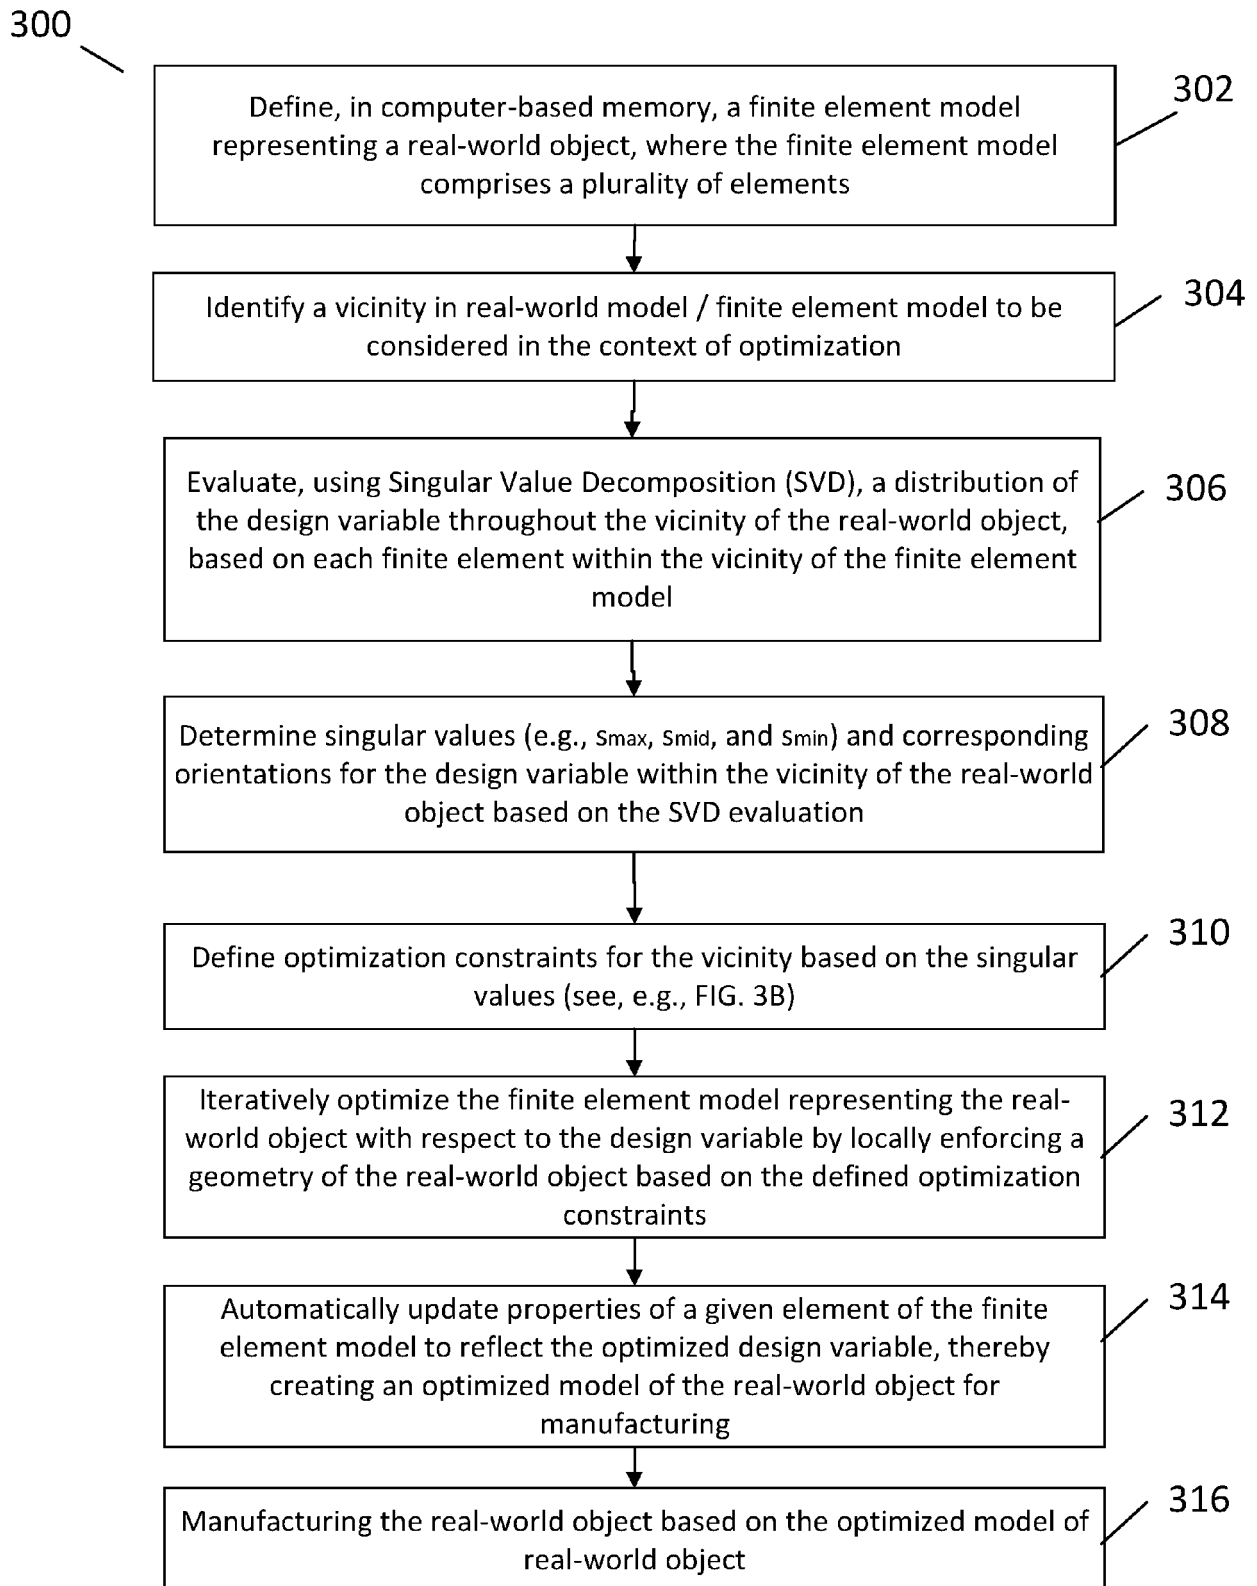 300
302
Define, in computer-based memory, a finite element model
representing a real-world object, where the finite element model
comprises a plurality of elements
304
Identify a vicinity in real-world model / finite element model to be
considered in the context of optimization
306
Evaluate, using Singular Value Decomposition (SVD), a distribution of
the design variable throughout the vicinity of the real-world object,
based on each finite element within the vicinity of the finite element
model
308
Determine singular values (e.g., smax, smid, and smin) and corresponding
orientations for the design variable within the vicinity of the real-world
object based on the SVD evaluation
310
Define optimization constraints for the vicinity based on the singular
values (see, e.g., FIG. 3B)
312
Iteratively optimize the finite element model representing the real-
world object with respect to the design variable by locally enforcing a
geometry of the real-world object based on the defined optimization
constraints
314
Automatically update properties of a given element of the finite
element model to reflect the optimized design variable, thereby
creating an optimized model of the real-world object for
manufacturing
316
Manufacturing the real-world object based on the optimized model of
real-world object